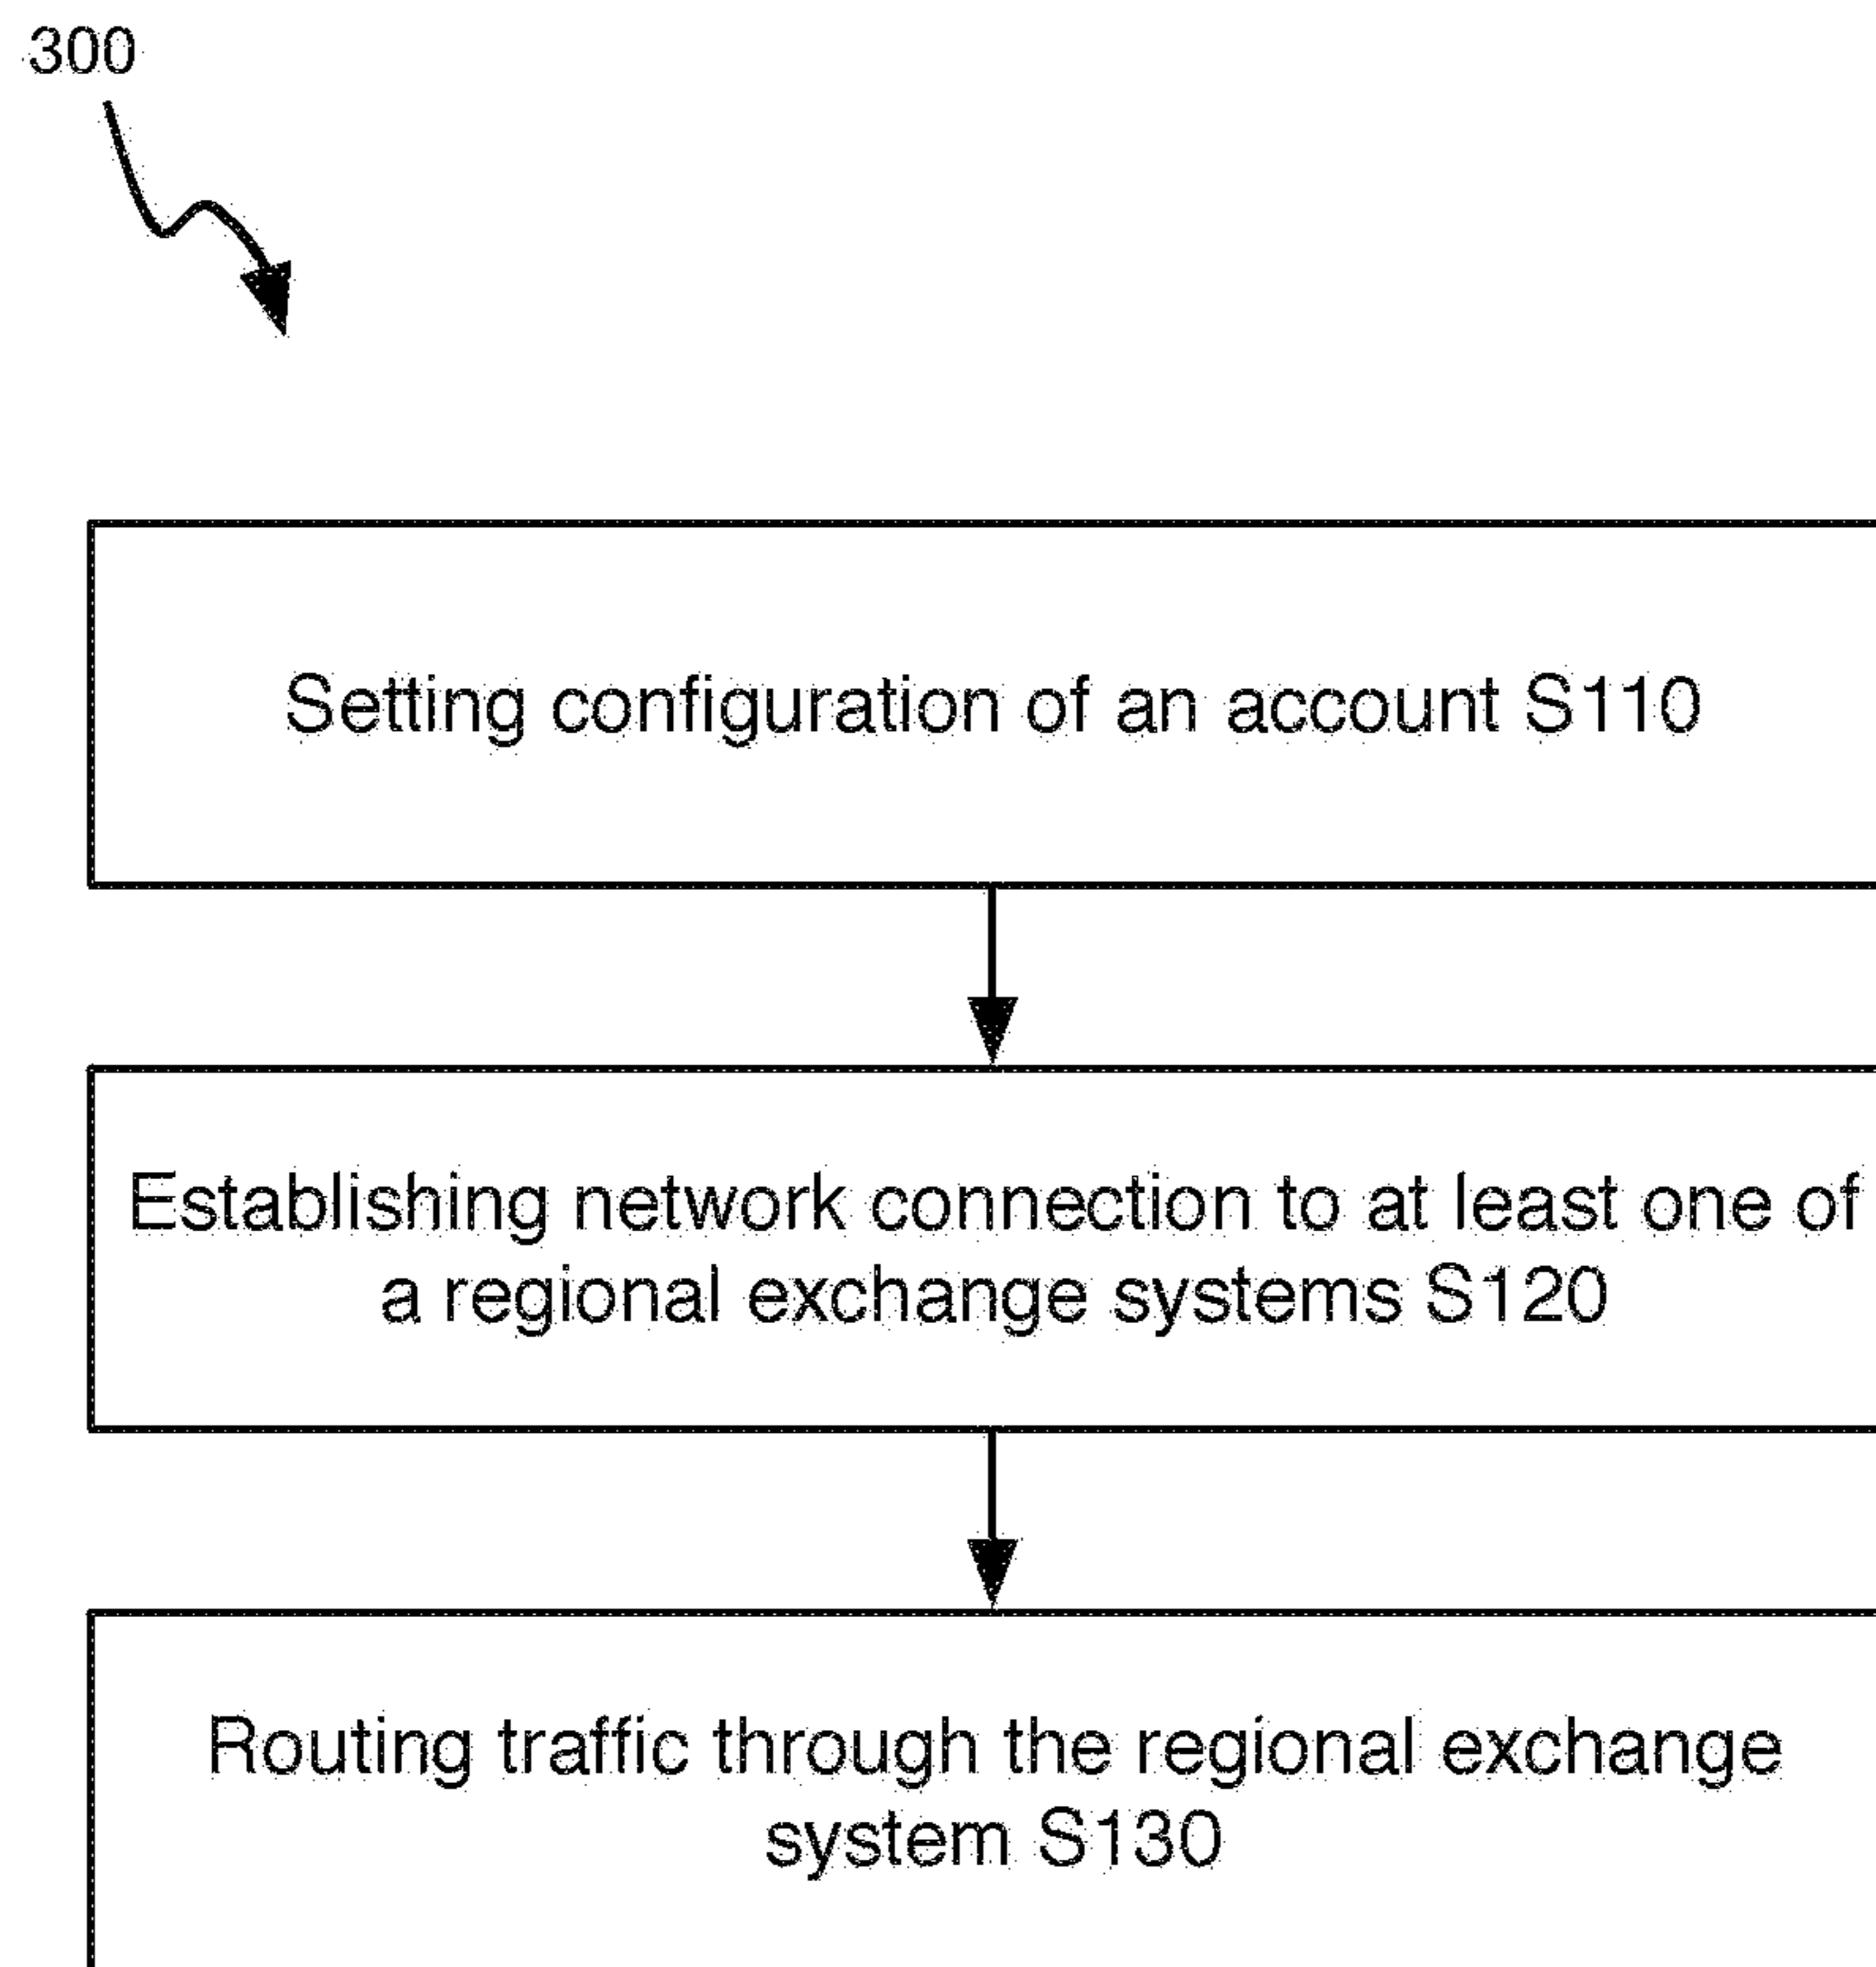 300
Setting configuration of an account S110
Establishing network connection to at least one of
a regional exchange systems S120
Routing traffic through the regional exchange
system S130